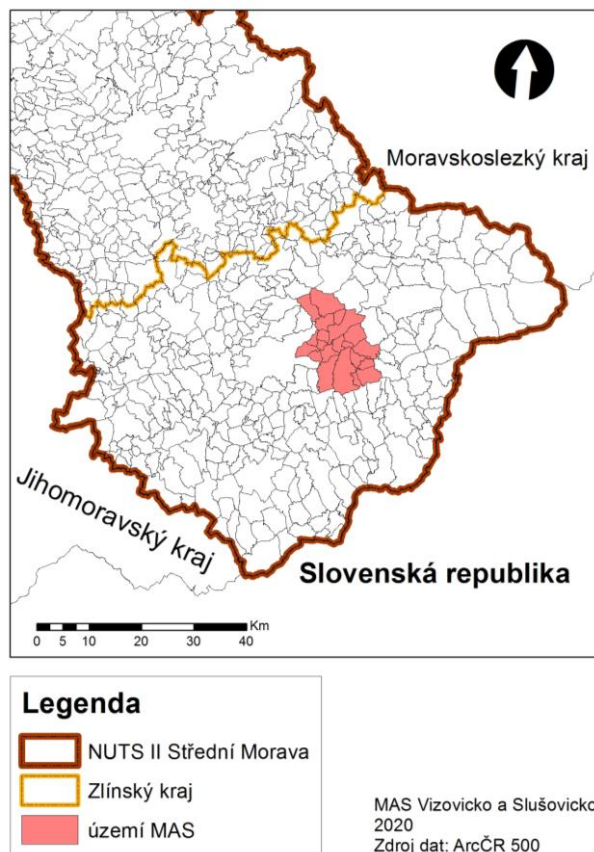 Moravskoslezký kraj
Jihomoravský kraj
Slovenská republika
Km
0 5 10 20 30 40
Legenda
NUTS II Střední Morava
Zlínský kraj
území MAS
MAS Vizovicko a Slušovicko
2020
Zdroj dat: ArcČR 500